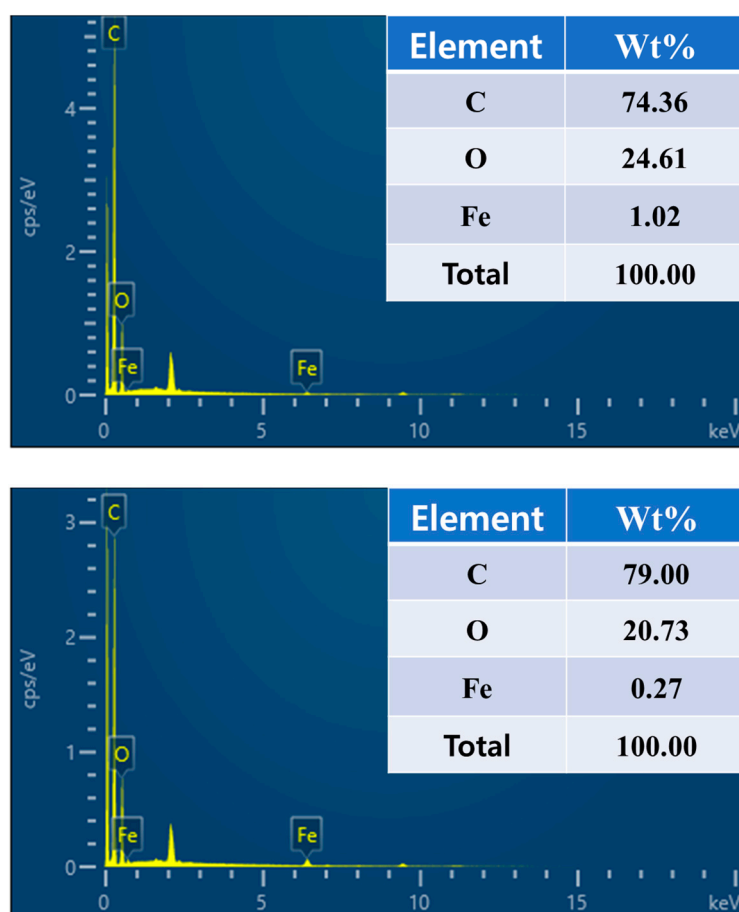 C
Element Wt%
C 74.36
O 24.61
Fe 1.02
Total 100.00
cps/eV
4
2
0
O
Fe
Fe
0 5 10 15 keV
C
Element Wt%
C 79.00
O 20.73
Fe 0.27
Total 100.00
cps/eV
3
2
1
0
O
Fe
Fe
0 5 10 15 keV